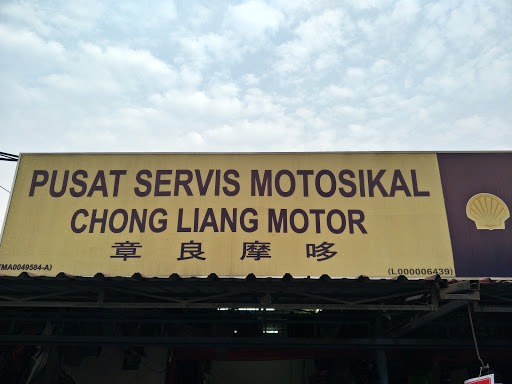 PUSAT SERVIS MOTOSIKAL
CHONG LIANG MOTOR
章良摩哆
(MA0049584-A)
(L000006439)